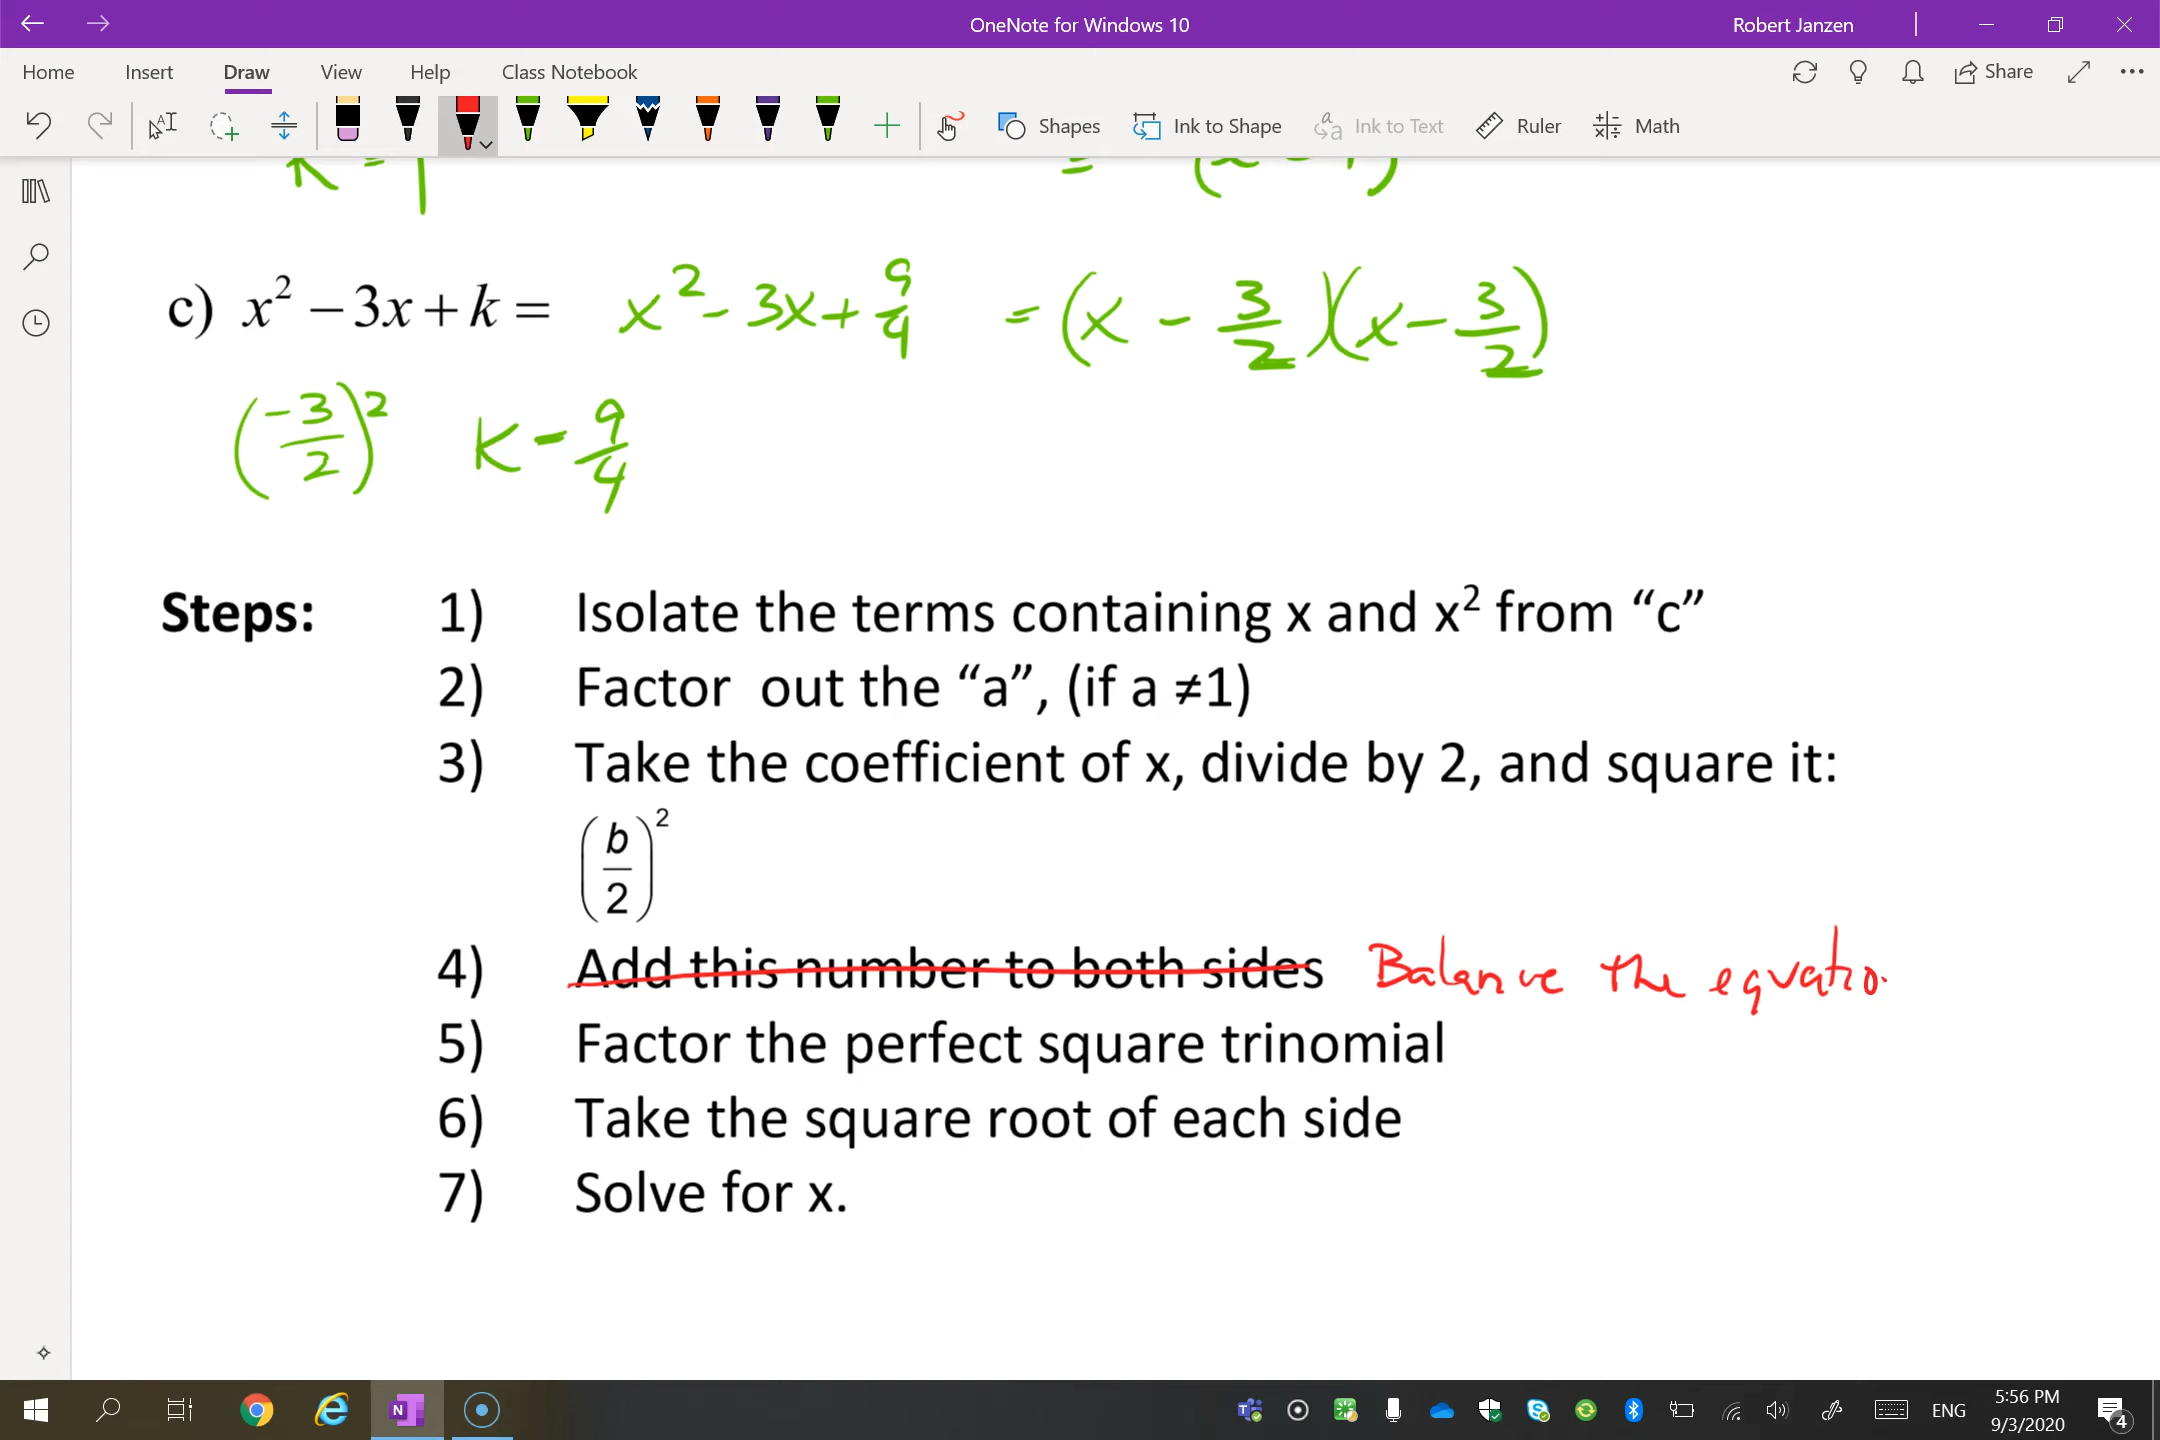 OneNote for Windows 10
Robert Janzen
Home Insert Draw View Help Class Notebook Share
Shapes Ink to Shape Ink to Text Ruler Math
c) x² − 3x + k = x² - 3x + 9/4 = (x - 3/2)(x - 3/2)
(-3/2)² k = 9/4
Steps: 1) Isolate the terms containing x and x² from “c”
2) Factor out the “a”, (if a ≠1)
3) Take the coefficient of x, divide by 2, and square it:
(b/2)²
4) Add this number to both sides Balance the equatio
5) Factor the perfect square trinomial
6) Take the square root of each side
7) Solve for x.
ENG
5:56 PM
9/3/2020
4